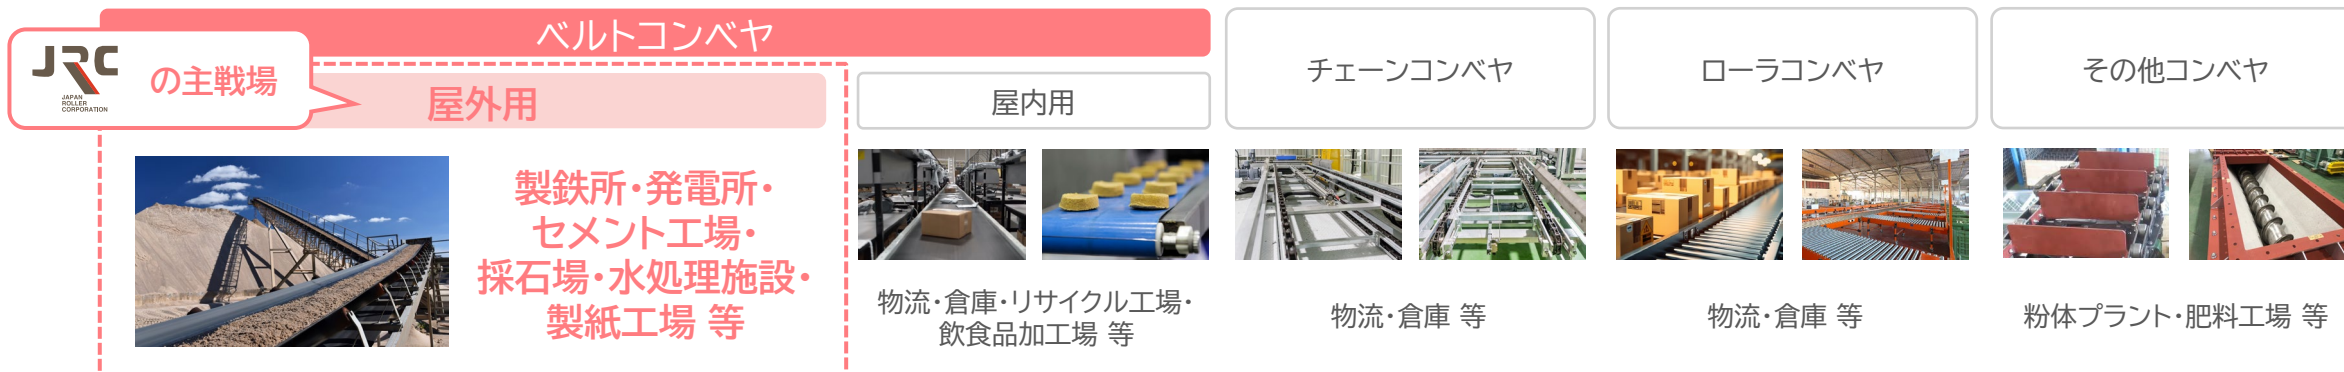 ベルトコンベヤ
JRC
JAPAN
ROLLER
CORPORATION
の主戦場
屋外用
製鉄所・発電所・
セメント工場・
採石場・水処理施設・
製紙工場 等
屋内用
物流・倉庫・リサイクル工場・
飲食品加工場 等
チェーンコンベヤ
物流・倉庫 等
ローラコンベヤ
物流・倉庫 等
その他コンベヤ
粉体プラント・肥料工場 等